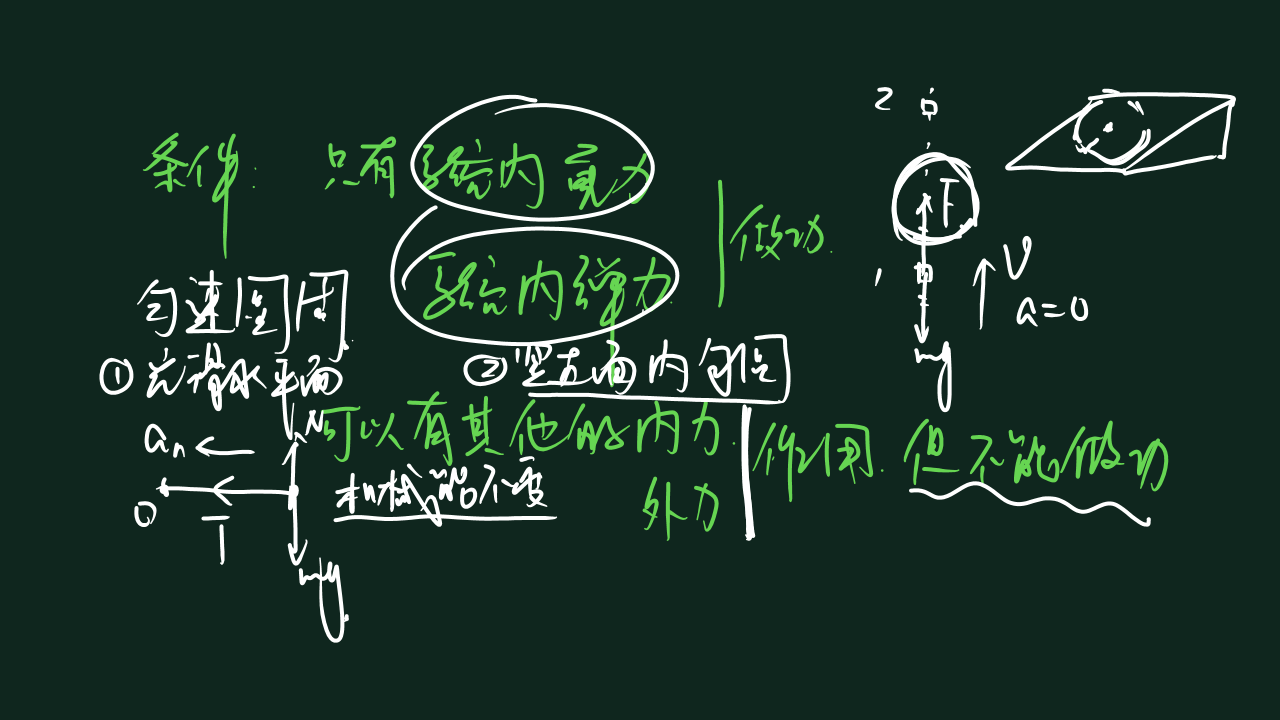 条件: 只有系统内重力
系统内弹力
做功.
匀速圆周
① 光滑水平面
② 竖直面内匀圆
可以有其他的内力.
外力
作用. 但不能做功
机械能不变
N
an
O
T
mg
2
1
F
V
a=0
mg